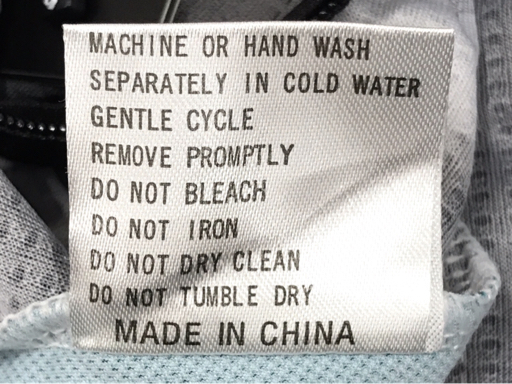 MACHINE OR HAND WASH
SEPARATELY IN COLD WATER
GENTLE CYCLE
REMOVE PROMPTLY
DO NOT BLEACH
DO NOT IRON
DO NOT DRY CLEAN
DO NOT TUMBLE DRY
MADE IN CHINA